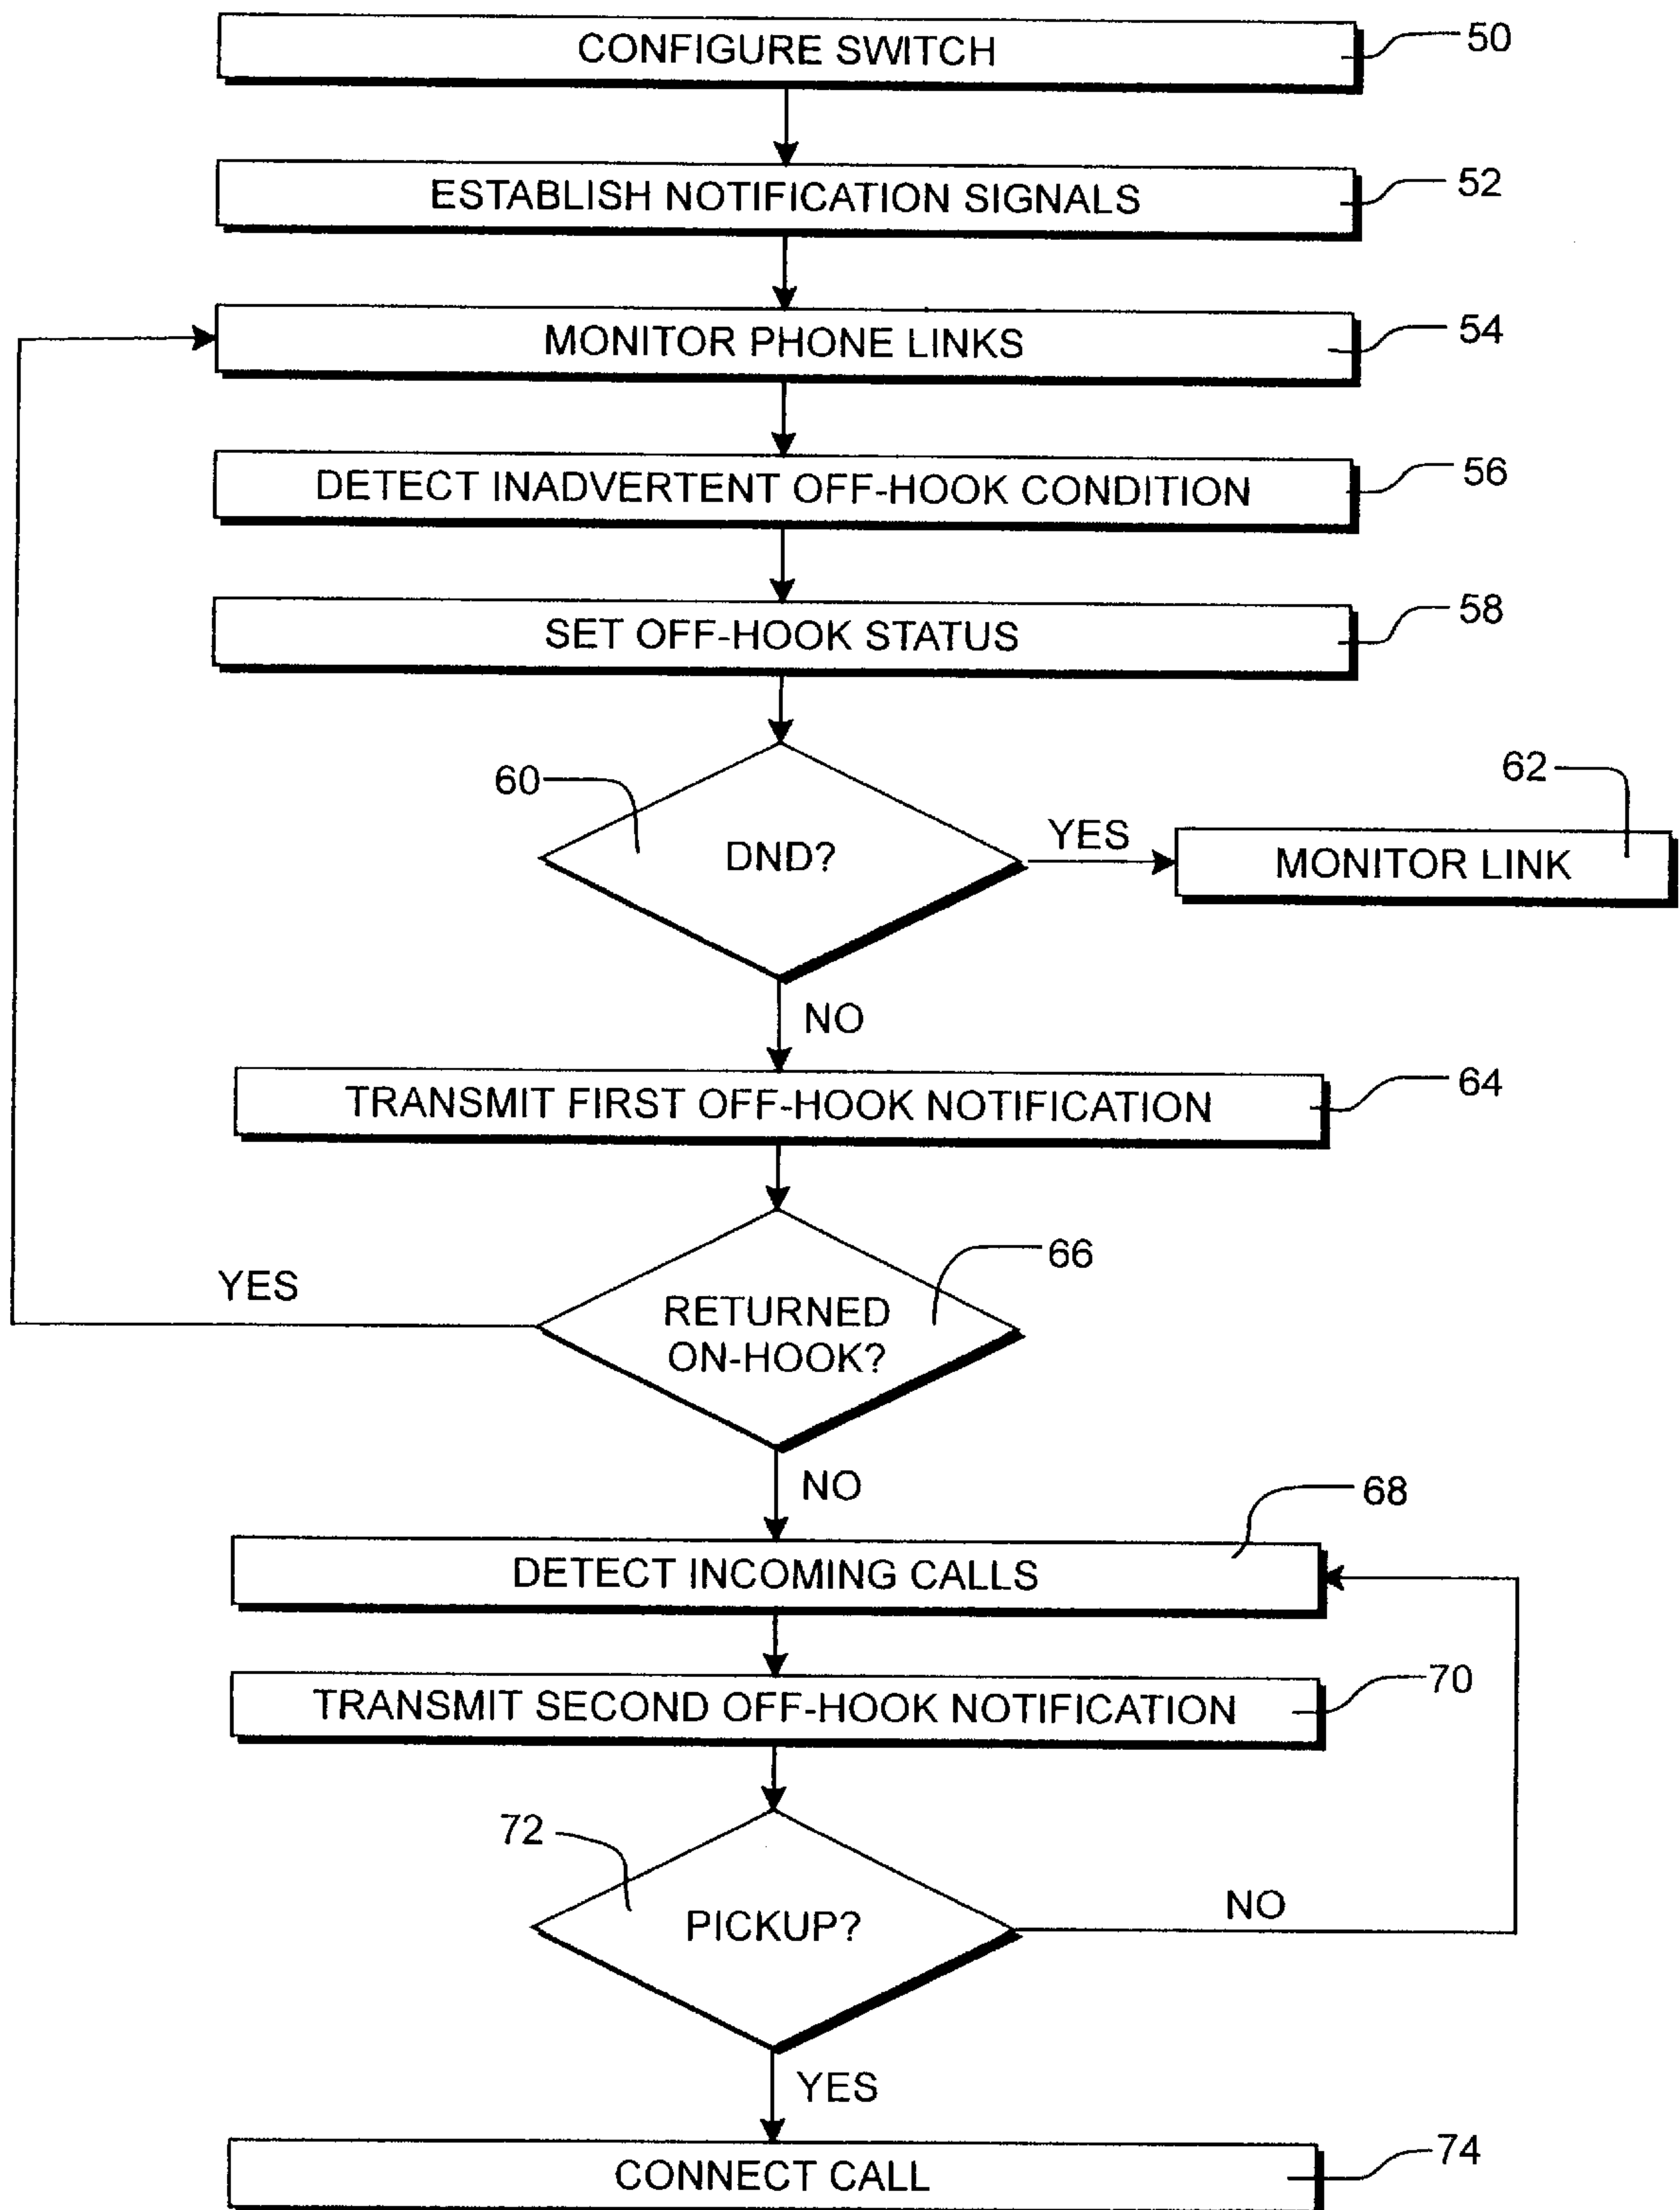 CONFIGURE SWITCH
50
ESTABLISH NOTIFICATION SIGNALS
52
MONITOR PHONE LINKS
54
DETECT INADVERTENT OFF-HOOK CONDITION
56
SET OFF-HOOK STATUS
58
60
DND?
YES
62
MONITOR LINK
NO
TRANSMIT FIRST OFF-HOOK NOTIFICATION
64
66
YES
RETURNED
ON-HOOK?
NO
68
DETECT INCOMING CALLS
TRANSMIT SECOND OFF-HOOK NOTIFICATION
70
72
PICKUP?
NO
YES
CONNECT CALL
74